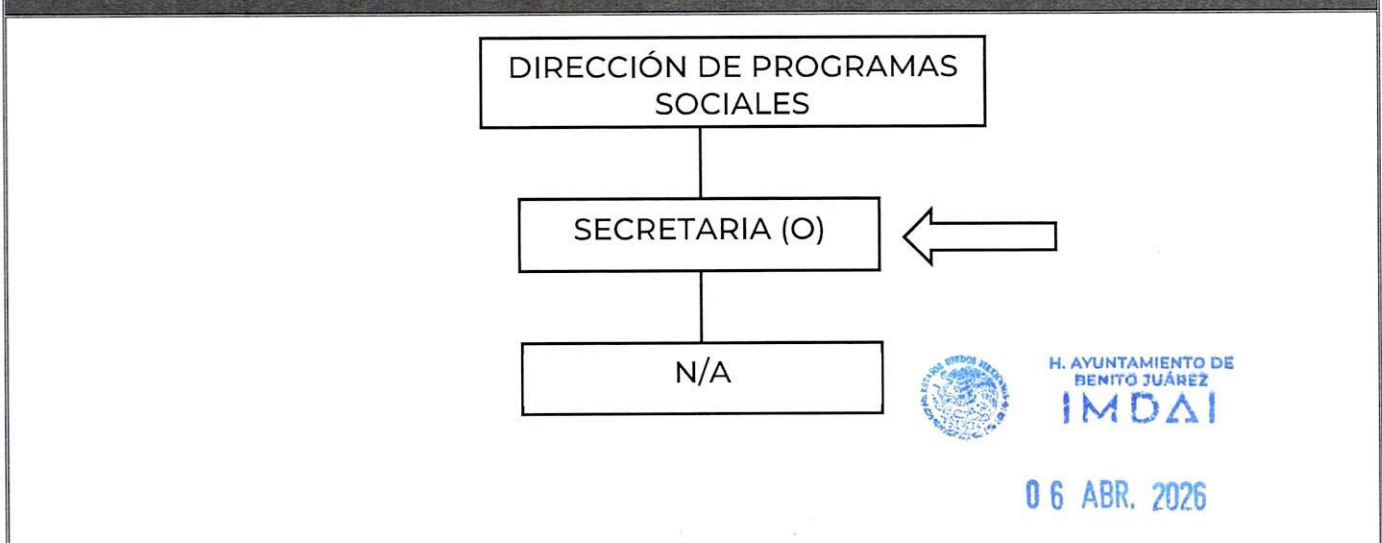 DIRECCIÓN DE PROGRAMAS
SOCIALES
SECRETARIA (O)
N/A
H. AYUNTAMIENTO DE
BENITO JUÁREZ
IMDAI
06 ABR. 2026